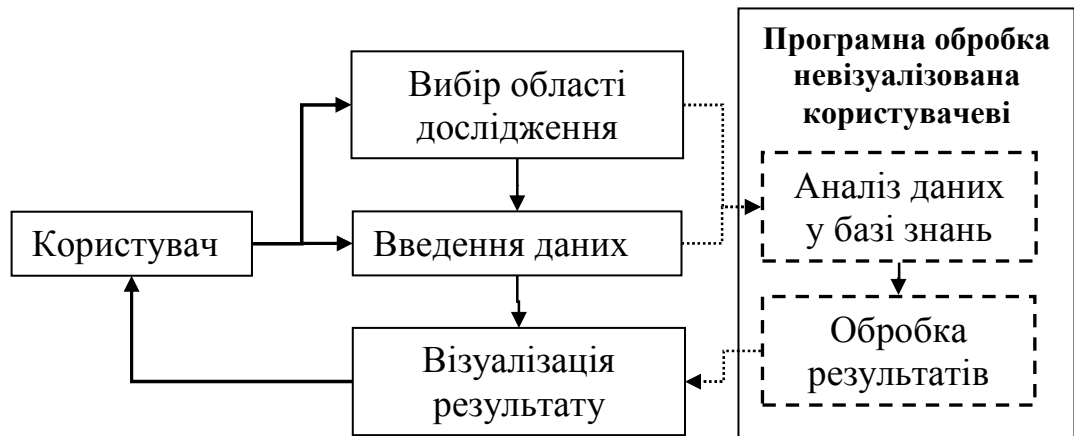 Програмна обробка
невізуалізована
користувачеві
Вибір області
дослідження
Аналіз даних
у базі знань
Користувач
Введення даних
Візуалізація
результату
Обробка
результатів